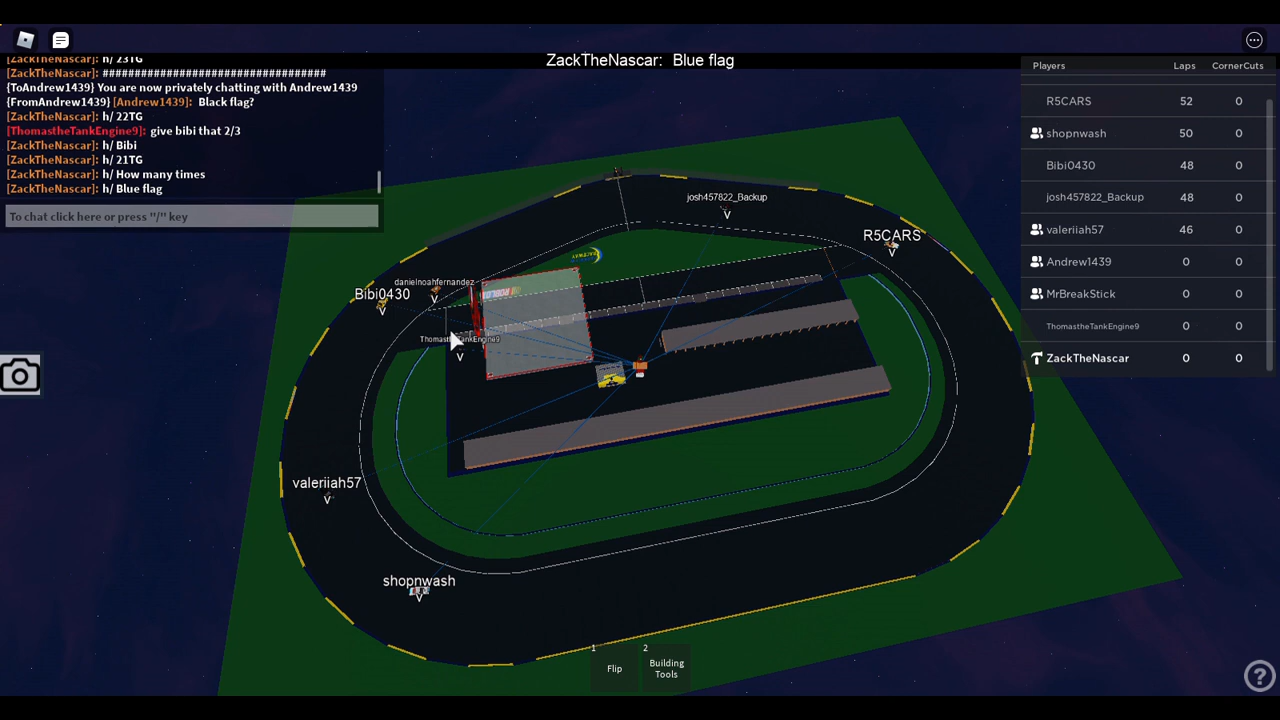 ZackTheNascar: Blue flag
[ZackTheNascar]: h/ 23TG
[ZackTheNascar]: ###################################
{ToAndrew1439} You are now privately chatting with Andrew1439
{FromAndrew1439} [Andrew1439]: Black flag?
[ZackTheNascar]: h/ 22TG
[ThomastheTankEngine9]: give bibi that 2/3
[ZackTheNascar]: h/ Bibi
[ZackTheNascar]: h/ 21TG
[ZackTheNascar]: h/ How many times
[ZackTheNascar]: h/ Blue flag
To chat click here or press "/" key
Players Laps CornerCuts
R5CARS 52 0
shopnwash 50 0
Bibi0430 48 0
josh457822_Backup 48 0
valeriiah57 46 0
Andrew1439 0 0
MrBreakStick 0 0
ThomastheTankEngine9 0 0
ZackTheNascar 0 0
josh457822_Backup
V
R5CARS
V
danielnoahfernandez
V
Bibi0430
V
ThomastheTankEngine9
V
valeriiah57
V
shopnwash
V
1
Flip
2
Building
Tools
?